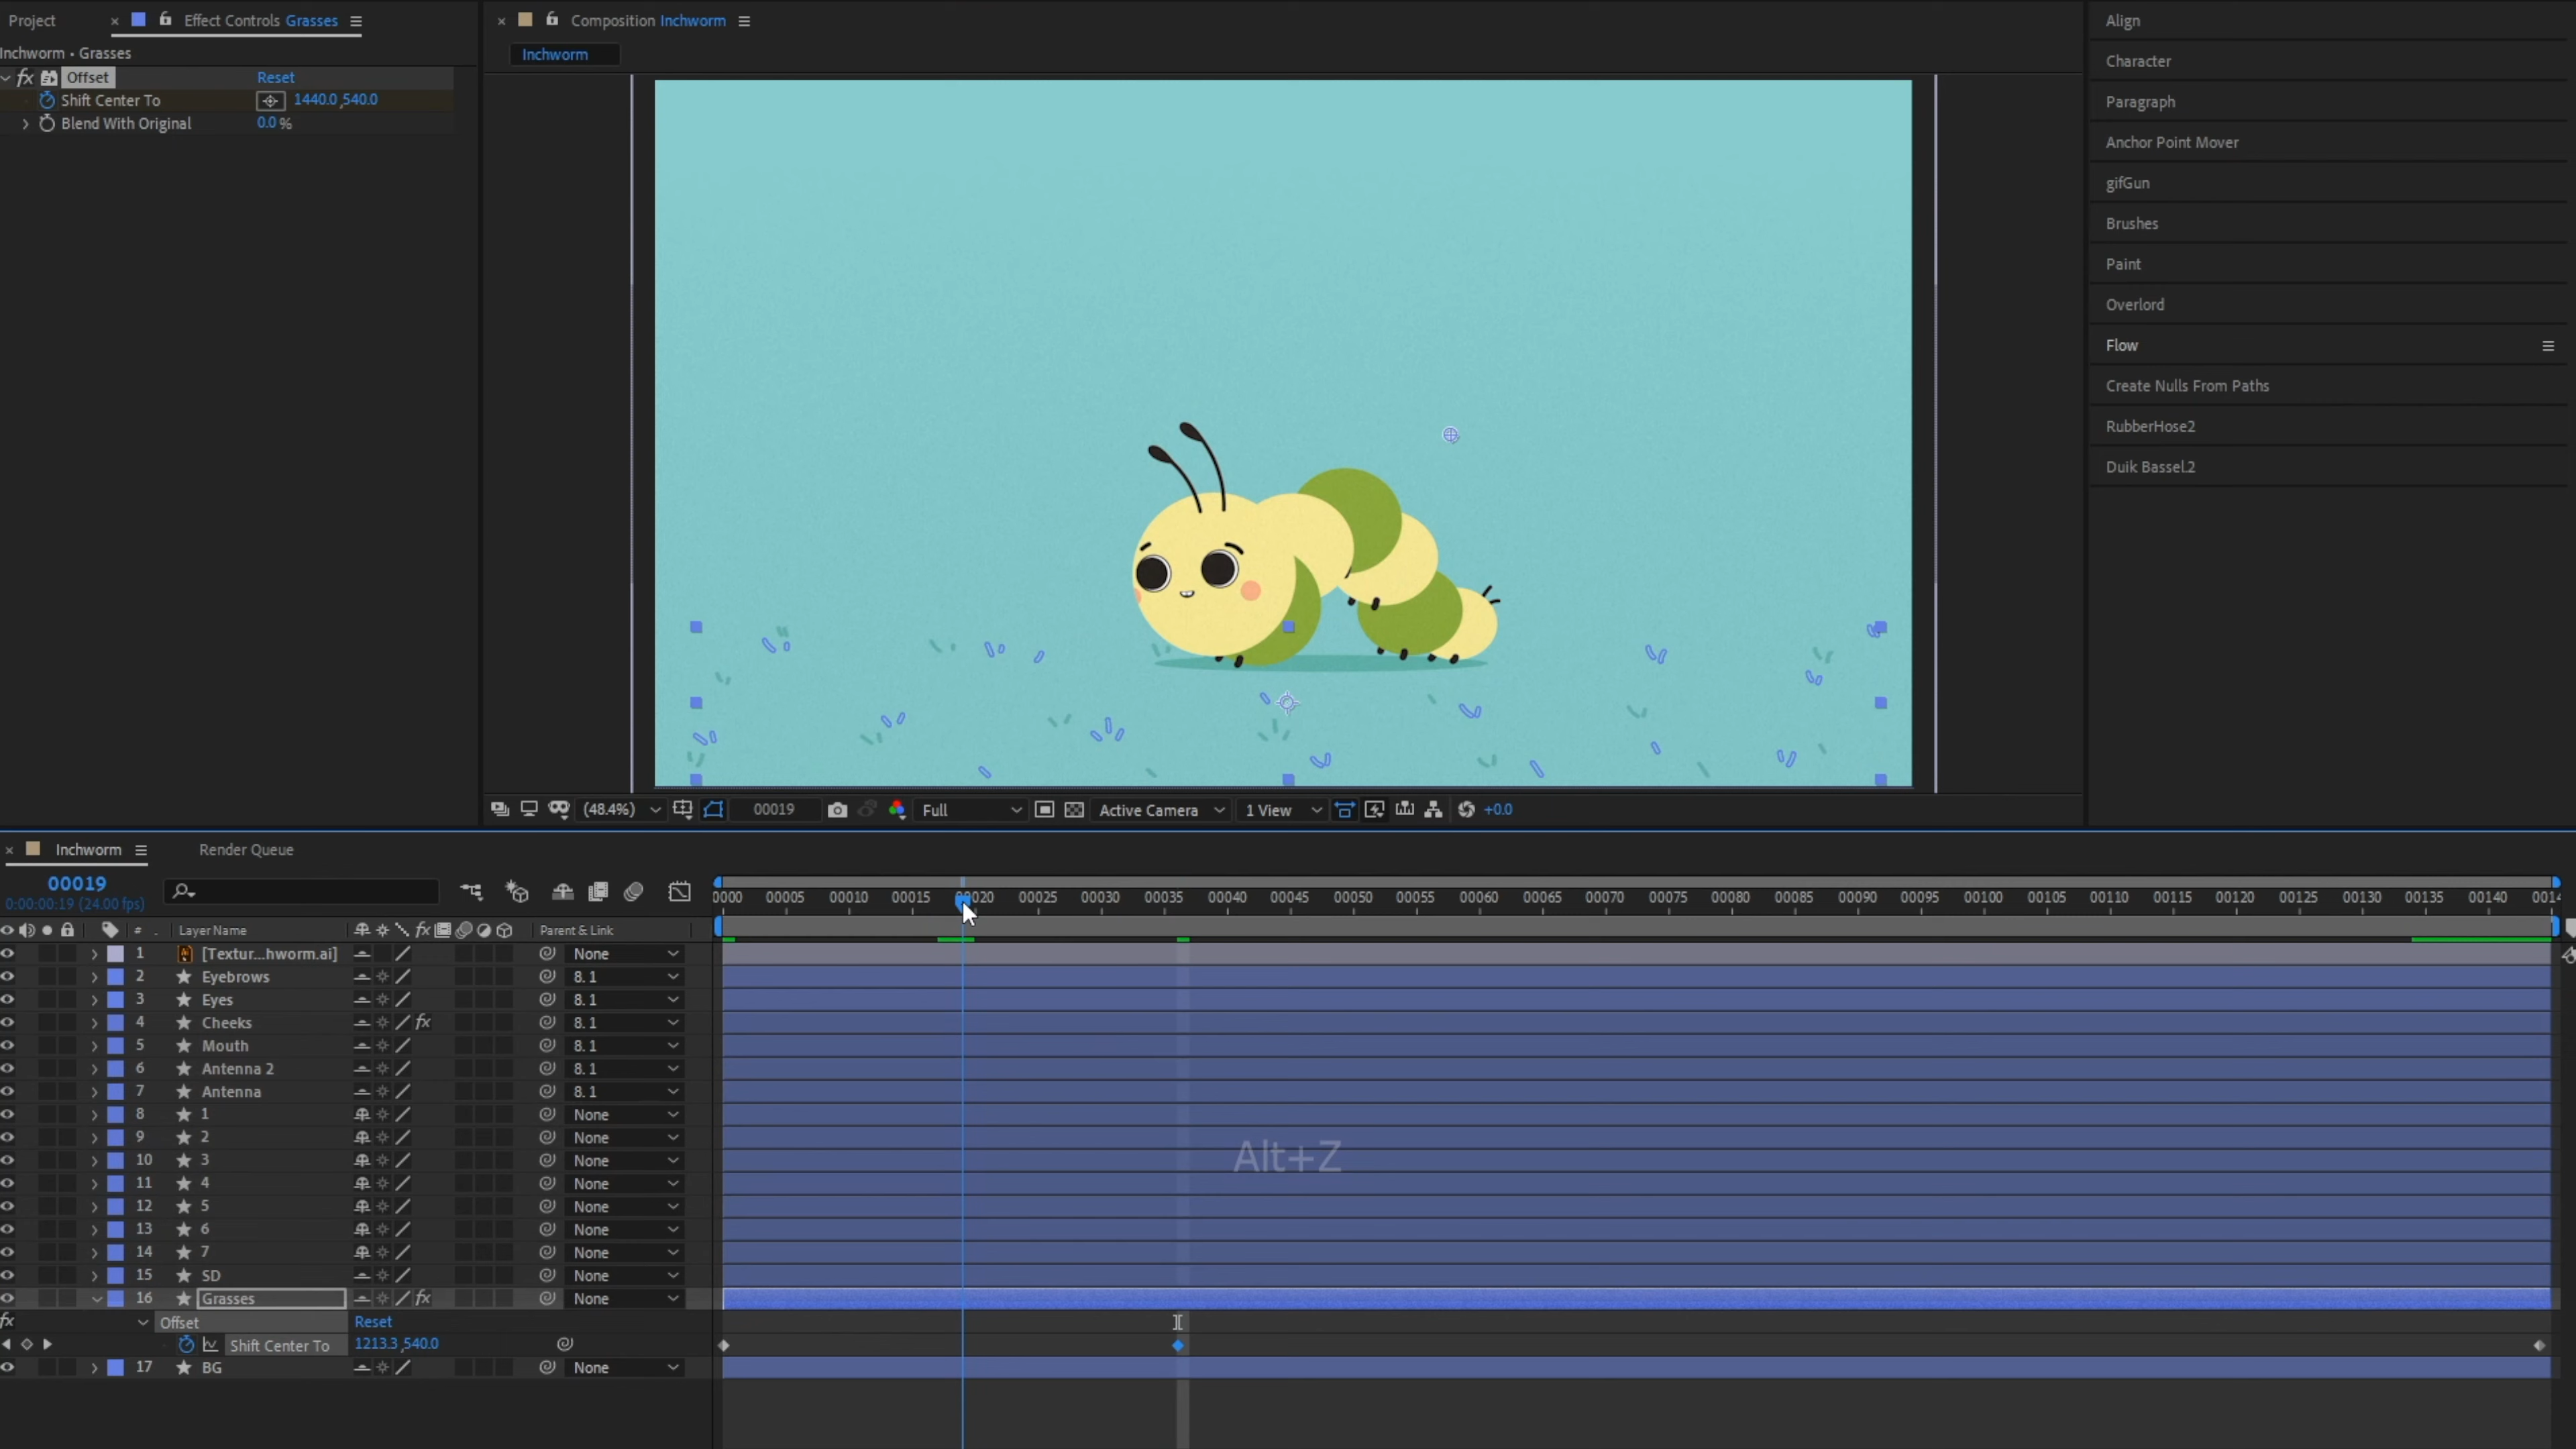 Project
× Effect Controls Grasses
Inchworm • Grasses
fx Offset Reset
Shift Center To 1440.0,540.0
Blend With Original 0.0 %
× Composition Inchworm
Inchworm
Align
Character
Paragraph
Anchor Point Mover
gifGun
Brushes
Paint
Overlord
Flow
Create Nulls From Paths
RubberHose2
Duik Bassel.2
(48.4%) 00019 Full Active Camera 1 View +0.0
× Inchworm Render Queue
00019
0:00:00:19 (24.00 fps)
0000 00005 00010 00015 00020 00025 00030 00035 00040 00045 00050 00055 00060 00065 00070 00075 00080 00085 00090 00095 00100 00105 00110 00115 00120 00125 00130 00135 00140 0014
# Layer Name fx Parent & Link
1 [Textur...hworm.ai] None
2 Eyebrows 8. 1
3 Eyes 8. 1
4 Cheeks fx 8. 1
5 Mouth 8. 1
6 Antenna 2 8. 1
7 Antenna 8. 1
8 1 None
9 2 None
10 3 None
11 4 None
12 5 None
13 6 None
14 7 None
15 SD None
16 Grasses fx None
fx Offset Reset
Shift Center To 1213.3,540.0
17 BG None
Alt+Z